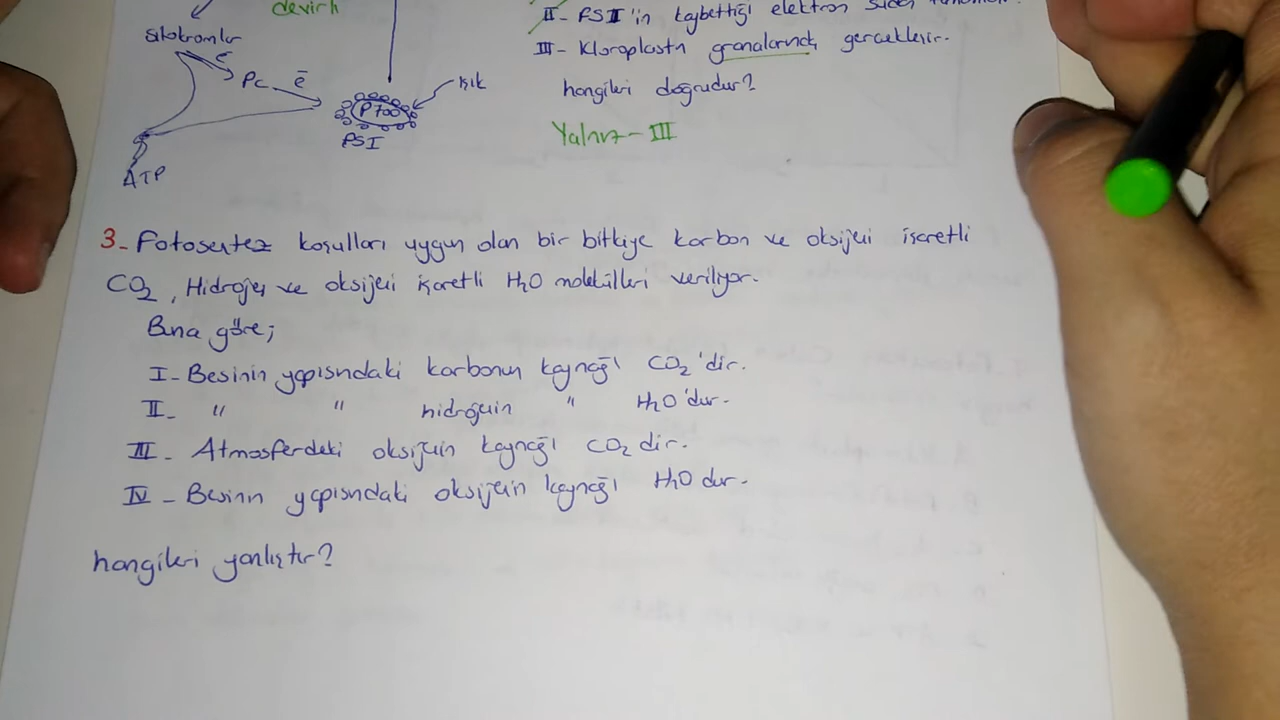 devirli
Sitokromlar
Pc
ē
ATP
P700
PSI
Işık
II- PSII'in kaybettiği elektron
III- Kloroplastın granalarında gerçekleşir.
hangileri doğrudur?
Yalnız- III
3- Fotosentez koşulları uygun olan bir bitkiye karbon ve oksijeni işaretli
CO₂, Hidrojen ve oksijeni işaretli H₂O molekülleri veriliyor.
Buna göre;
I- Besinin yapısındaki karbonun kaynağı CO₂'dir.
II- " " hidrojenin " H₂O'dur.
III- Atmosferdeki oksijenin kaynağı CO₂ dir.
IV- Besinin yapısındaki oksijenin kaynağı H₂O dur.
hangileri yanlıştır?